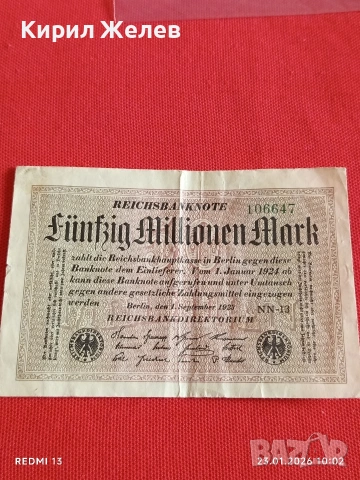 Кирил Желев
REICHSBANKNOTE
106647
Fünfzig Millionen Mark
zahlt die Reichsbankhauptkasse in Berlin gegen diese
Banknote dem Einlieferer. Vom 1. Januar 1924 ab
kann diese Banknote aufgerufen und unter Umtausch
gegen andere gesetzliche Zahlungsmittel eingezogen
werden
NN-13
Berlin, den 1. September 1923
REICHSBANKDIREKTORIUM
BAZAR
REDMI 13
23.01.2026 10:02